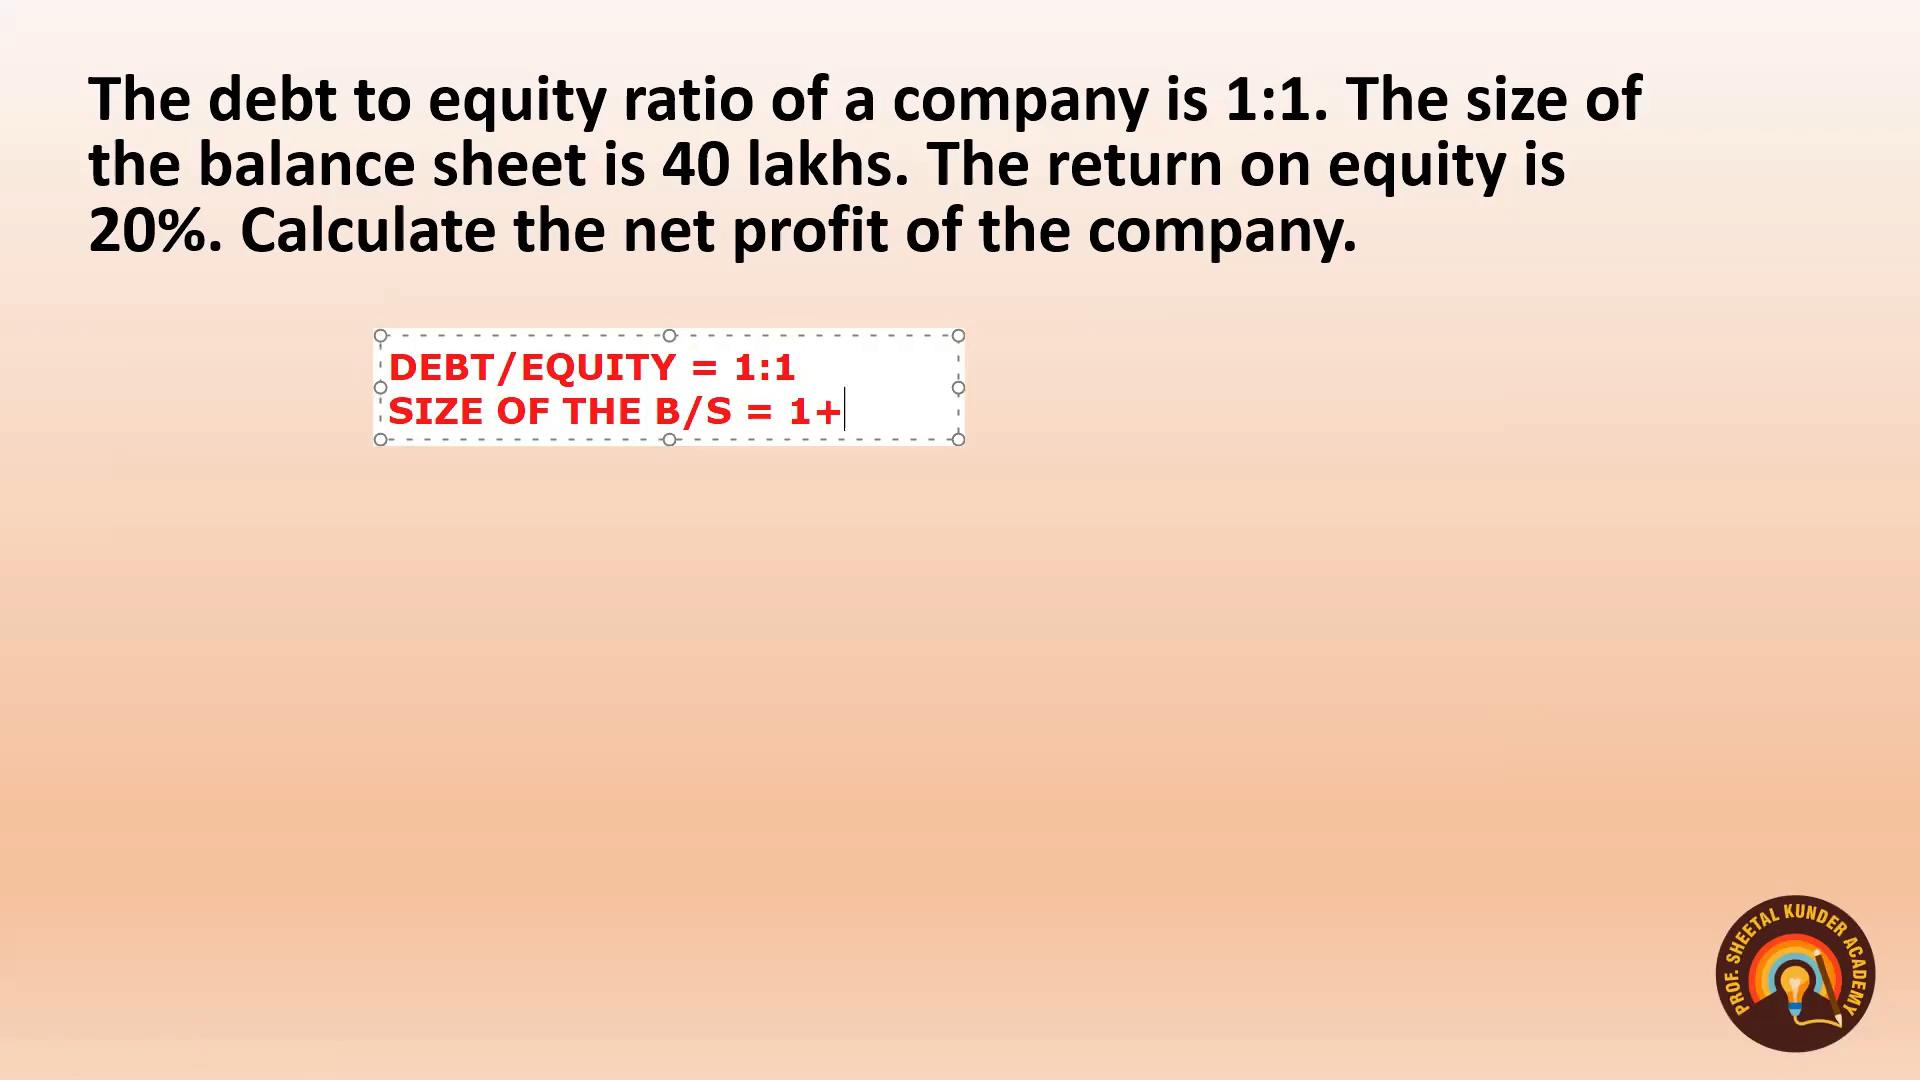 The debt to equity ratio of a company is 1:1. The size of
the balance sheet is 40 lakhs. The return on equity is
20%. Calculate the net profit of the company.
DEBT/EQUITY = 1:1
SIZE OF THE B/S = 1+
PROF. SHEETAL KUNDER ACADEMY